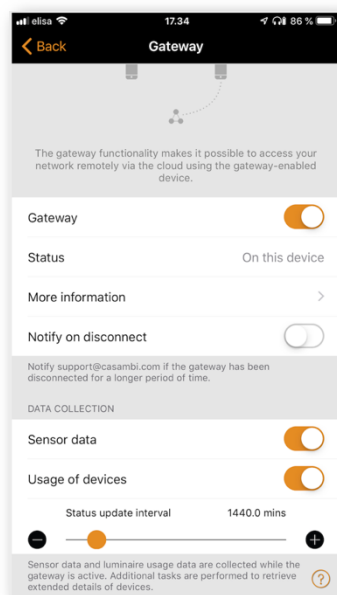 elisa 17.34 86 %
Back Gateway
The gateway functionality makes it possible to access your
network remotely via the cloud using the gateway-enabled
device.
Gateway
Status On this device
More information
Notify on disconnect
Notify support@casambi.com if the gateway has been
disconnected for a longer period of time.
DATA COLLECTION
Sensor data
Usage of devices
Status update interval 1440.0 mins
Sensor data and luminaire usage data are collected while the
gateway is active. Additional tasks are performed to retrieve
extended details of devices. ?